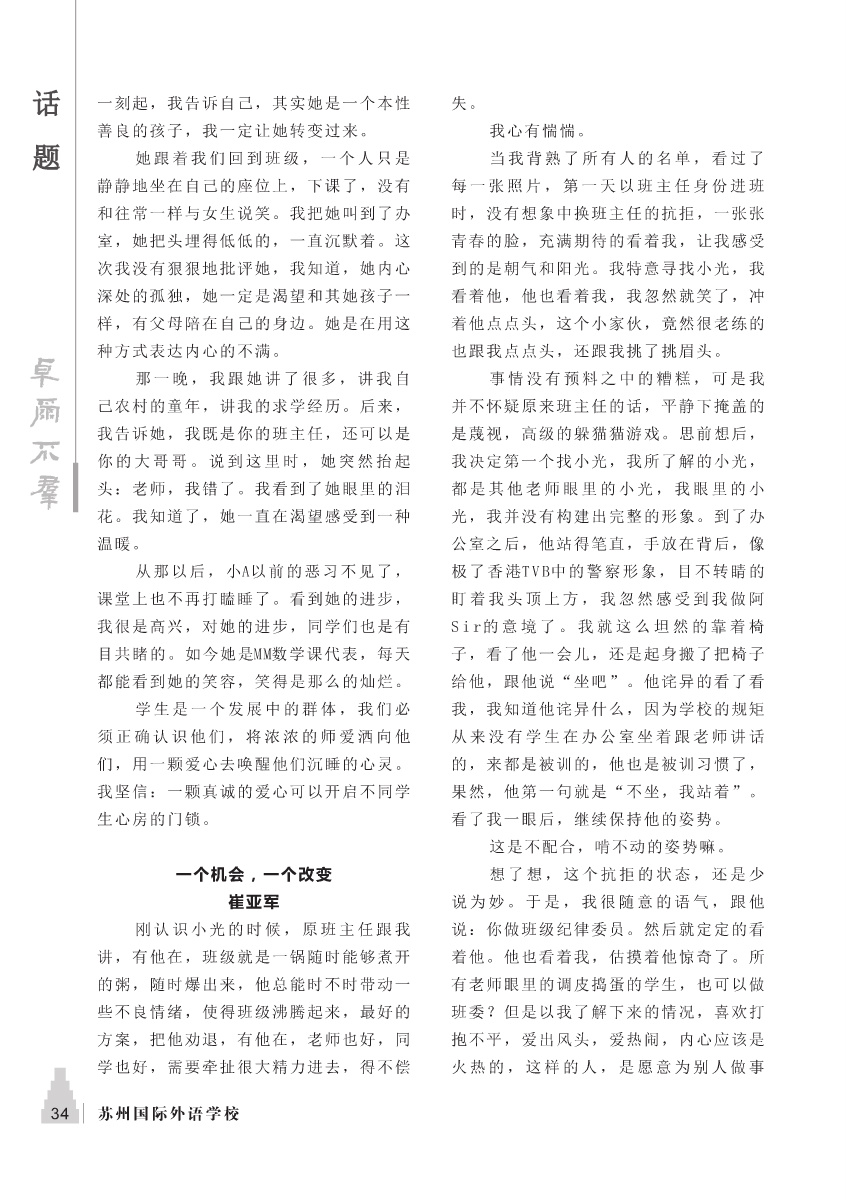 话
题
卓
尔
不
群
一刻起，我告诉自己，其实她是一个本性
善良的孩子，我一定让她转变过来。
她跟着我们回到班级，一个人只是
静静地坐在自己的座位上，下课了，没有
和往常一样与女生说笑。我把她叫到了办
室，她把头埋得低低的，一直沉默着。这
次我没有狠狠地批评她，我知道，她内心
深处的孤独，她一定是渴望和其她孩子一
样，有父母陪在自己的身边。她是在用这
种方式表达内心的不满。
那一晚，我跟她讲了很多，讲我自
己农村的童年，讲我的求学经历。后来，
我告诉她，我既是你的班主任，还可以是
你的大哥哥。说到这里时，她突然抬起
头：老师，我错了。我看到了她眼里的泪
花。我知道了，她一直在渴望感受到一种
温暖。
从那以后，小A以前的恶习不见了，
课堂上也不再打瞌睡了。看到她的进步，
我很是高兴，对她的进步，同学们也是有
目共睹的。如今她是MM数学课代表，每天
都能看到她的笑容，笑得是那么的灿烂。
学生是一个发展中的群体，我们必
须正确认识他们，将浓浓的师爱洒向他
们，用一颗爱心去唤醒他们沉睡的心灵。
我坚信：一颗真诚的爱心可以开启不同学
生心房的门锁。
一个机会，一个改变
崔亚军
刚认识小光的时候，原班主任跟我
讲，有他在，班级就是一锅随时能够煮开
的粥，随时爆出来，他总能时不时带动一
些不良情绪，使得班级沸腾起来，最好的
方案，把他劝退，有他在，老师也好，同
学也好，需要牵扯很大精力进去，得不偿
失。
我心有惴惴。
当我背熟了所有人的名单，看过了
每一张照片，第一天以班主任身份进班
时，没有想象中换班主任的抗拒，一张张
青春的脸，充满期待的看着我，让我感受
到的是朝气和阳光。我特意寻找小光，我
看着他，他也看着我，我忽然就笑了，冲
着他点点头，这个小家伙，竟然很老练的
也跟我点点头，还跟我挑了挑眉头。
事情没有预料之中的糟糕，可是我
并不怀疑原来班主任的话，平静下掩盖的
是蔑视，高级的躲猫猫游戏。思前想后，
我决定第一个找小光，我所了解的小光，
都是其他老师眼里的小光，我眼里的小
光，我并没有构建出完整的形象。到了办
公室之后，他站得笔直，手放在背后，像
极了香港TVB中的警察形象，目不转睛的
盯着我头顶上方，我忽然感受到我做阿
Sir的意境了。我就这么坦然的靠着椅
子，看了他一会儿，还是起身搬了把椅子
给他，跟他说“坐吧”。他诧异的看了看
我，我知道他诧异什么，因为学校的规矩
从来没有学生在办公室坐着跟老师讲话
的，来都是被训的，他也是被训习惯了，
果然，他第一句就是“不坐，我站着”。
看了我一眼后，继续保持他的姿势。
这是不配合，啃不动的姿势嘛。
想了想，这个抗拒的状态，还是少
说为妙。于是，我很随意的语气，跟他
说：你做班级纪律委员。然后就定定的看
着他。他也看着我，估摸着他惊奇了。所
有老师眼里的调皮捣蛋的学生，也可以做
班委？但是以我了解下来的情况，喜欢打
抱不平，爱出风头，爱热闹，内心应该是
火热的，这样的人，是愿意为别人做事
34 苏州国际外语学校